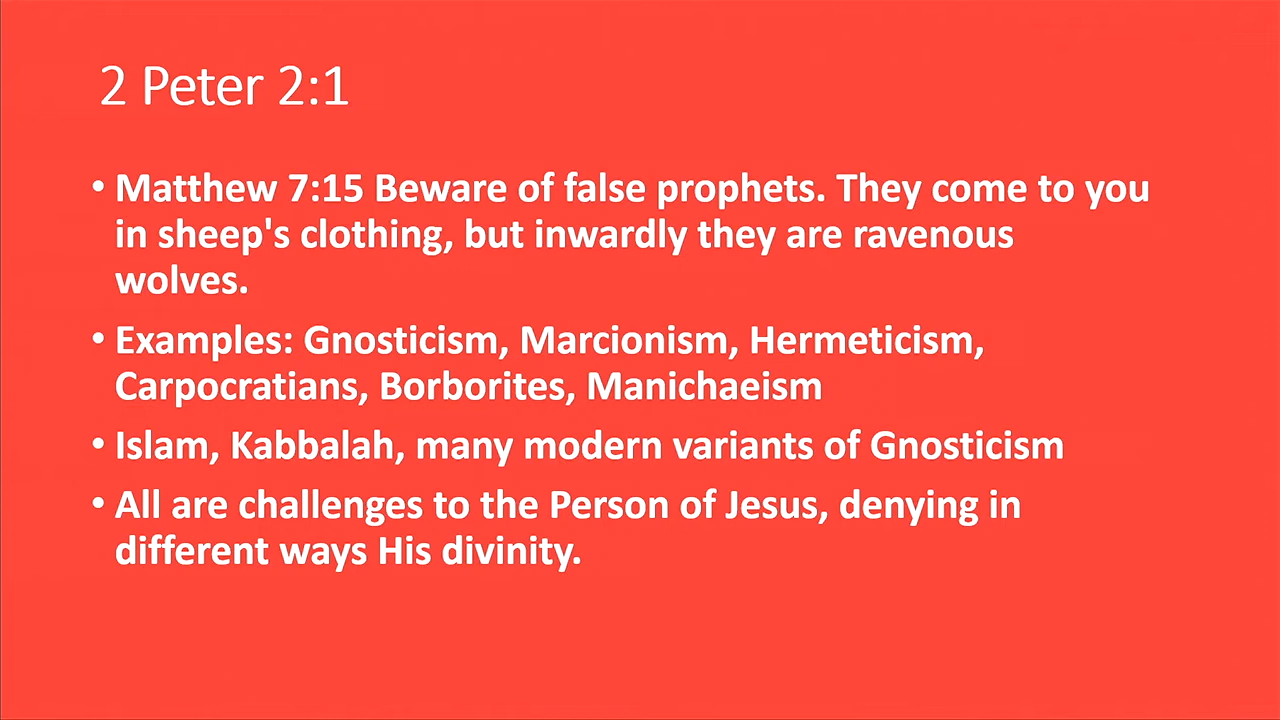 2 Peter 2:1
• Matthew 7:15 Beware of false prophets. They come to you
in sheep's clothing, but inwardly they are ravenous
wolves.
• Examples: Gnosticism, Marcionism, Hermeticism,
Carpocratians, Borborites, Manichaeism
• Islam, Kabbalah, many modern variants of Gnosticism
• All are challenges to the Person of Jesus, denying in
different ways His divinity.